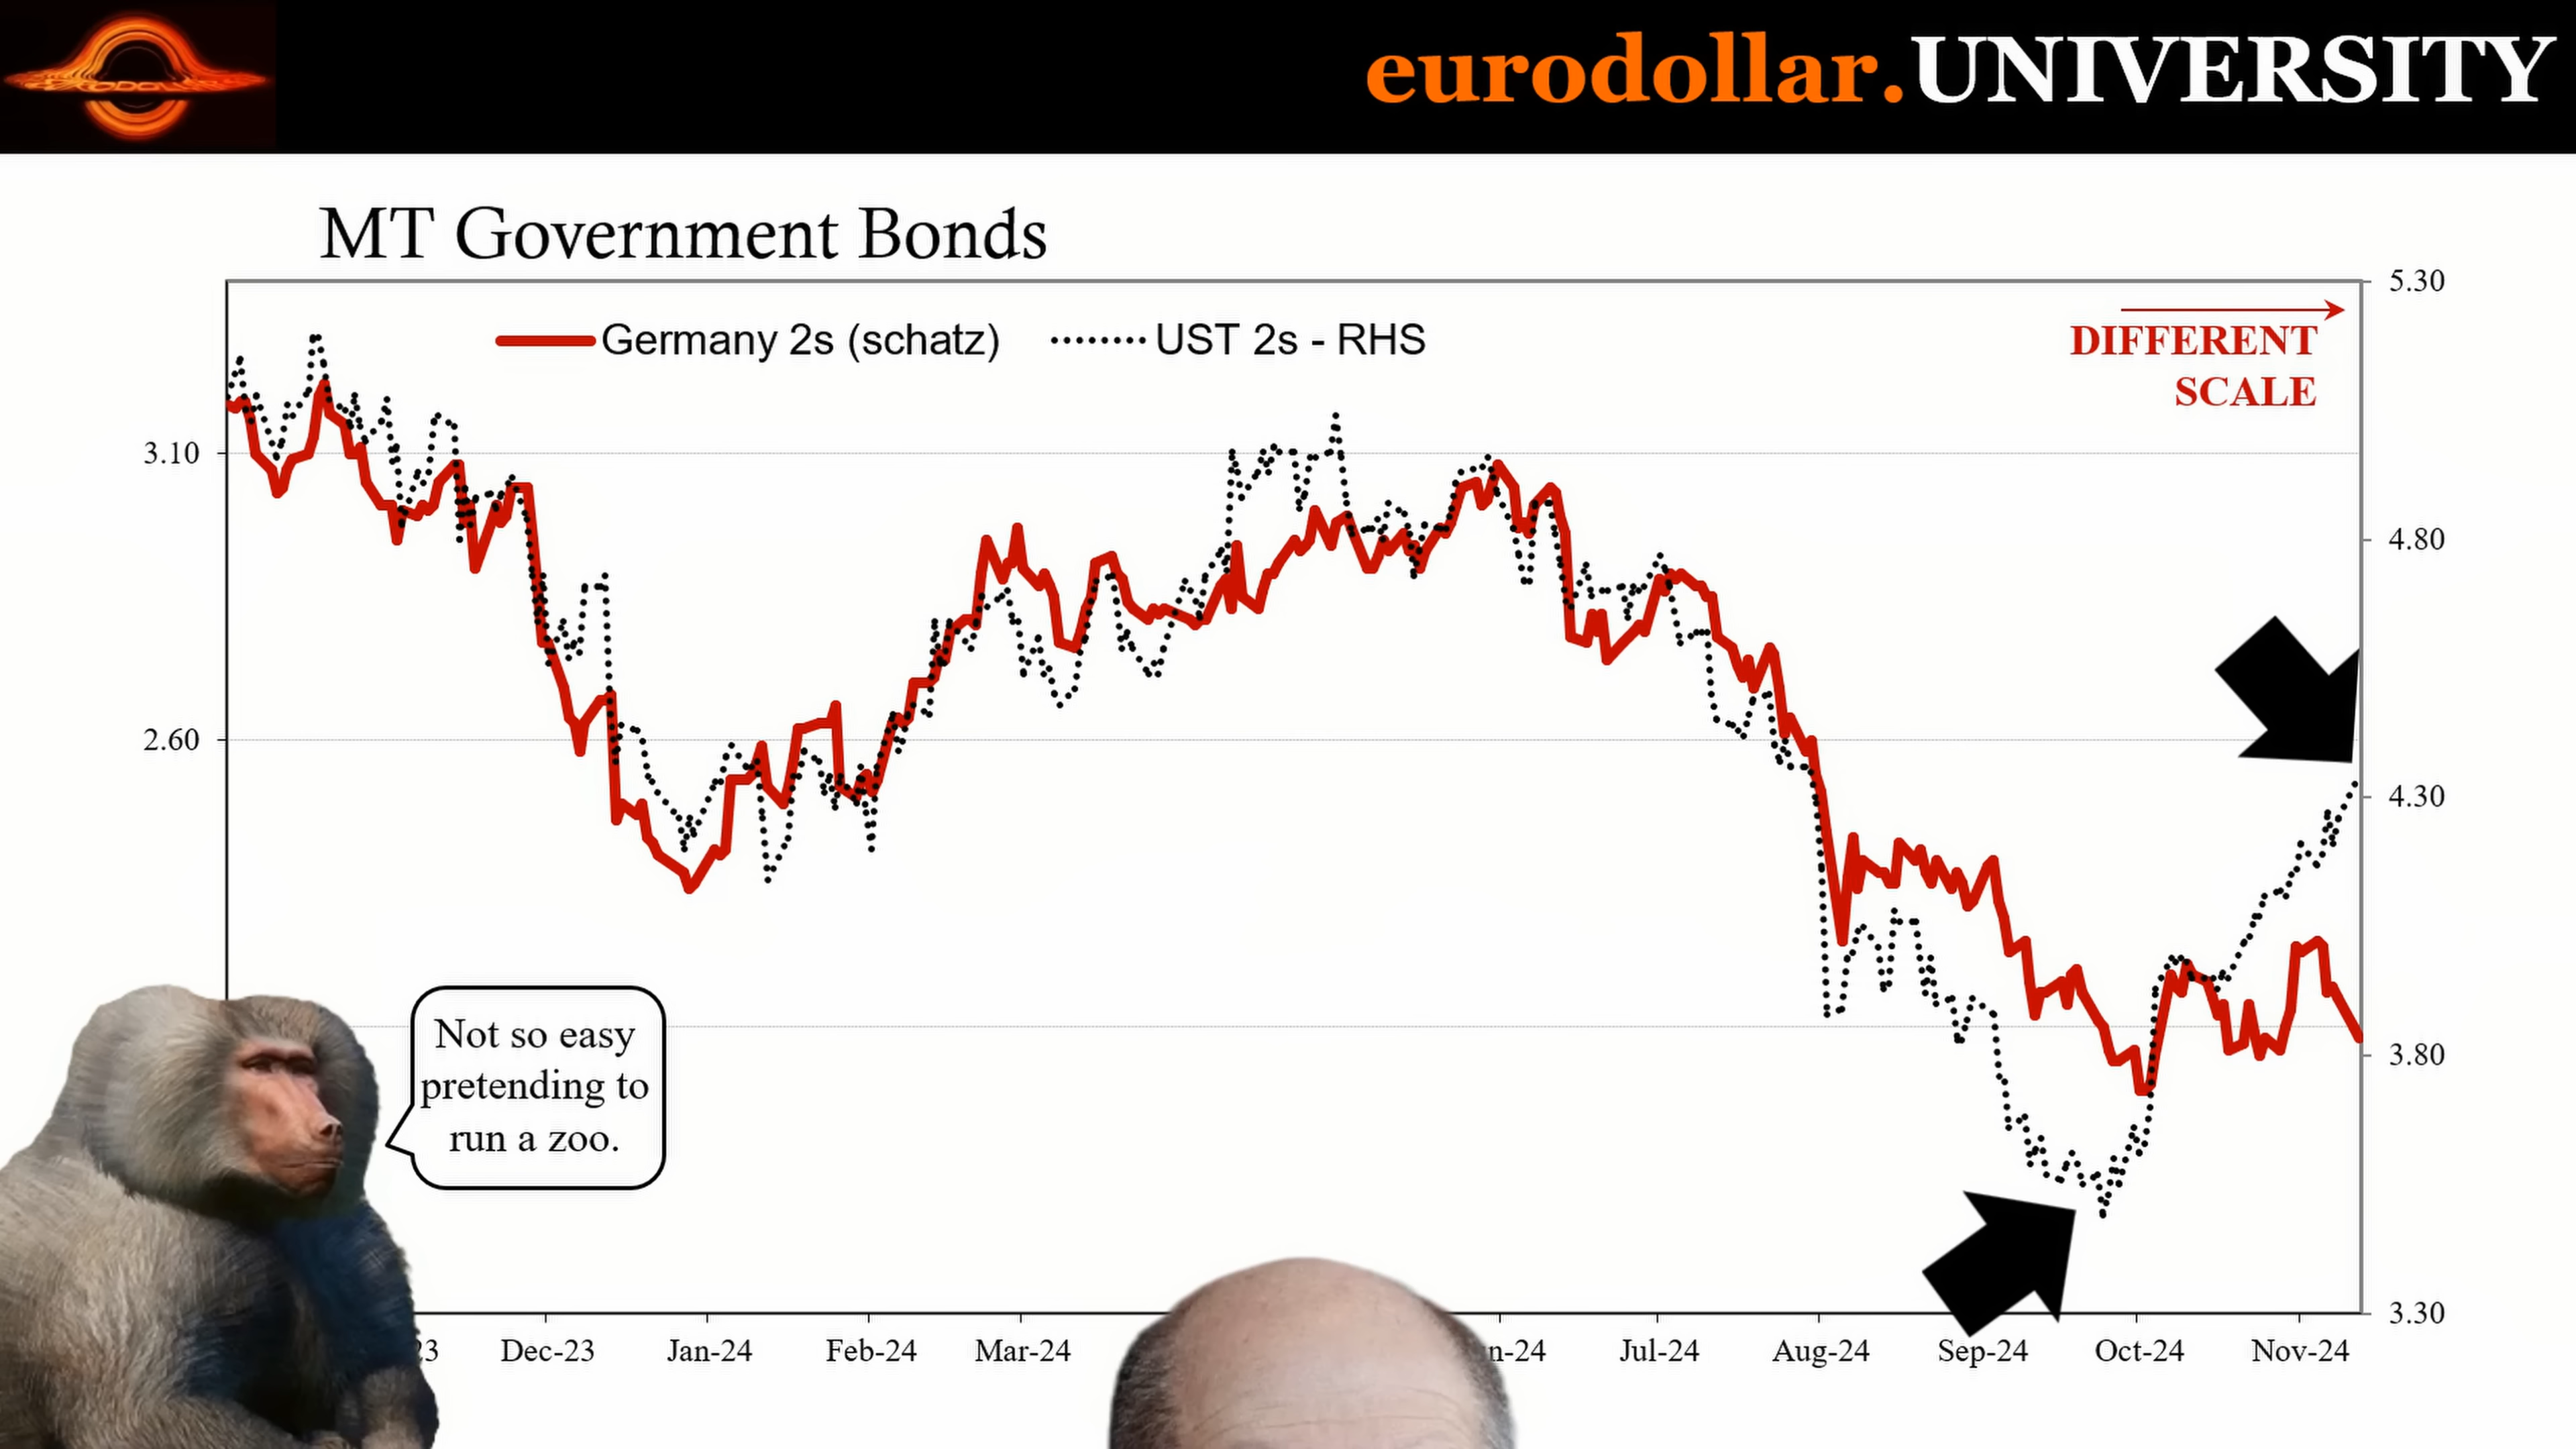 eurodollar.UNIVERSITY
MT Government Bonds
Germany 2s (schatz)
UST 2s - RHS
DIFFERENT
SCALE
5.30
3.10
4.80
2.60
4.30
3.80
3.30
Not so easy
pretending to
run a zoo.
23 Dec-23 Jan-24 Feb-24 Mar-24 n-24 Jul-24 Aug-24 Sep-24 Oct-24 Nov-24